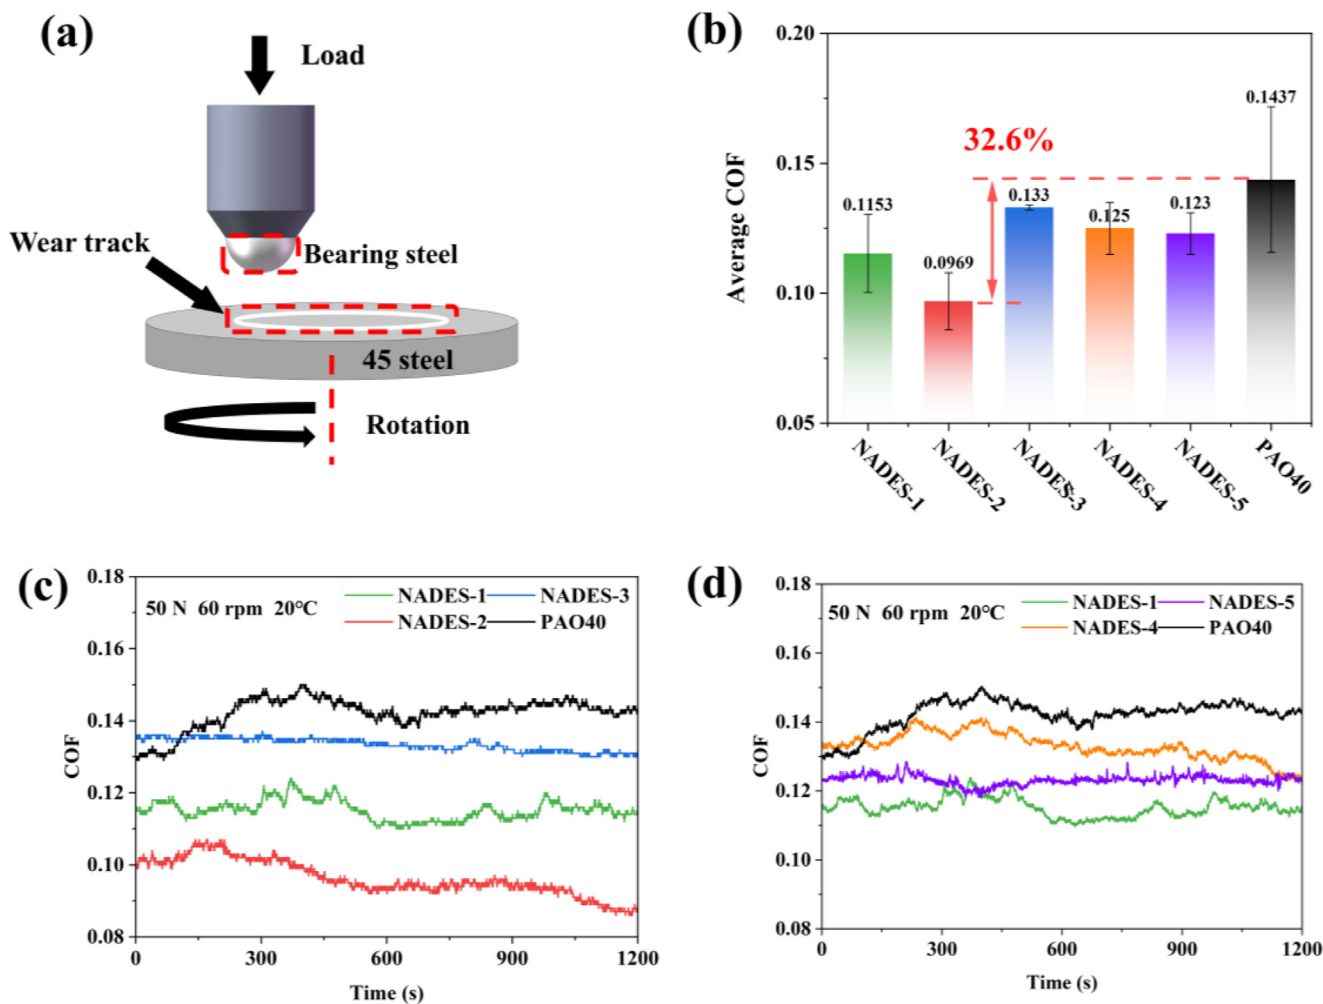 (a)
Load
Wear track
Bearing steel
45 steel
Rotation
(b)
0.20
0.15
0.10
0.05
Average COF
32.6%
0.1153
0.0969
0.133
0.125
0.123
0.1437
NADES-1
NADES-2
NADES-3
NADES-4
NADES-5
PAO40
(c)
0.18
0.16
0.14
0.12
0.10
0.08
COF
50 N 60 rpm 20°C
NADES-1 NADES-3
NADES-2 PAO40
0 300 600 900 1200
Time (s)
(d)
0.18
0.16
0.14
0.12
0.10
0.08
COF
50 N 60 rpm 20°C
NADES-1 NADES-5
NADES-4 PAO40
0 300 600 900 1200
Time (s)